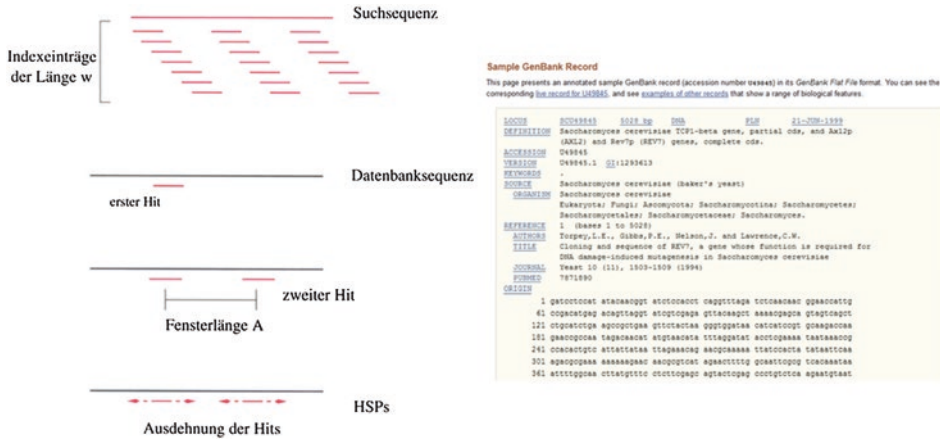 Suchsequenz
Indexeinträge
der Länge w
Datenbanksequenz
erster Hit
zweiter Hit
Fensterlänge A
HSPs
Ausdehnung der Hits
Sample GenBank Record
This page presents an annotated sample GenBank record (accession number U49845) in its GenBank Flat File format. You can see the
corresponding live record for U49845, and see examples of other records that show a range of biological features.
LOCUS SCU49845 5028 bp DNA PLN 21-JUN-1999
DEFINITION Saccharomyces cerevisiae TCP1-beta gene, partial cds, and Axl2p
(AXL2) and Rev7p (REV7) genes, complete cds.
ACCESSION U49845
VERSION U49845.1 GI:1293613
KEYWORDS .
SOURCE Saccharomyces cerevisiae (baker's yeast)
ORGANISM Saccharomyces cerevisiae
Eukaryota; Fungi; Ascomycota; Saccharomycotina; Saccharomycetes;
Saccharomycetales; Saccharomycetaceae; Saccharomyces.
REFERENCE 1 (bases 1 to 5028)
AUTHORS Torpey,L.E., Gibbs,P.E., Nelson,J. and Lawrence,C.W.
TITLE Cloning and sequence of REV7, a gene whose function is required for
DNA damage-induced mutagenesis in Saccharomyces cerevisiae
JOURNAL Yeast 10 (11), 1503-1509 (1994)
PUBMED 7871890
ORIGIN
1 gatcctccat atacaacggt atctccacct caggtttaga tctcaacaac ggaaccattg
61 ccgacatgag acagttaggt atcgtcgaga gttacaagct aaaacgagca gtagtcagct
121 ctgcatctga agccgctgaa gttctactaa gggtggataa catcatccgt gcaagaccaa
181 gaaccgccaa tagacaacat atgtaacata tttaggatat acctcgaaaa taataaaccg
241 ccacactgtc attattataa ttagaaacag aacgcaaaaa ttatccacta tataattcaa
301 agacgcgaaa aaaaaagaac aacgcgtcat agaacttttg gcaattcgcg tcacaaataa
361 attttggcaa cttatgtttc ctcttcgagc agtactcgag ccctgtctca agaatgtaat